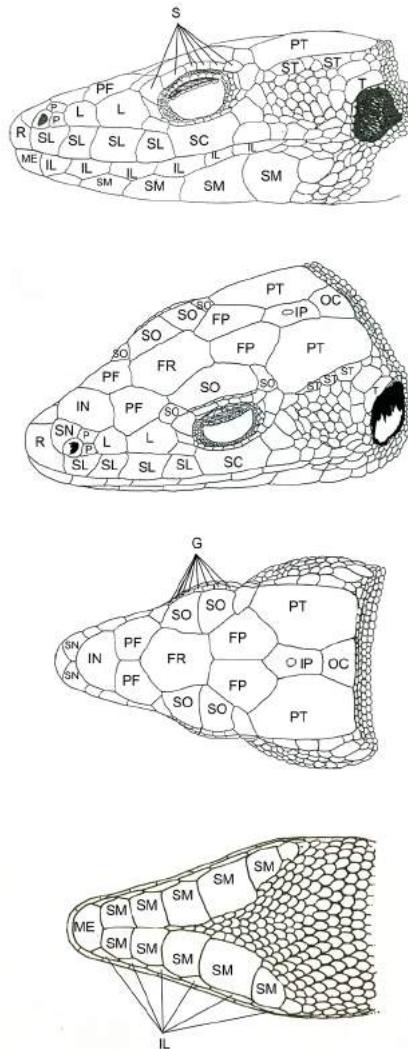 S
PT
ST ST
PF
T
P
L L
P
R SL SL SL SL SC
ME IL IL IL IL IL IL
SM SM SM SM
PT
OC
SO
SO SO FP IP
SO FR FP PT
PF SO ST ST ST
SO T
IN PF SO
SN P L L
R P
SL SL SL SL SC
G
SO SO PT
SN PF FP
IN FR IP OC
SN PF FP
SO SO PT
SM
SM
SM
SM
SM
ME
SM
SM
SM
SM
SM
IL